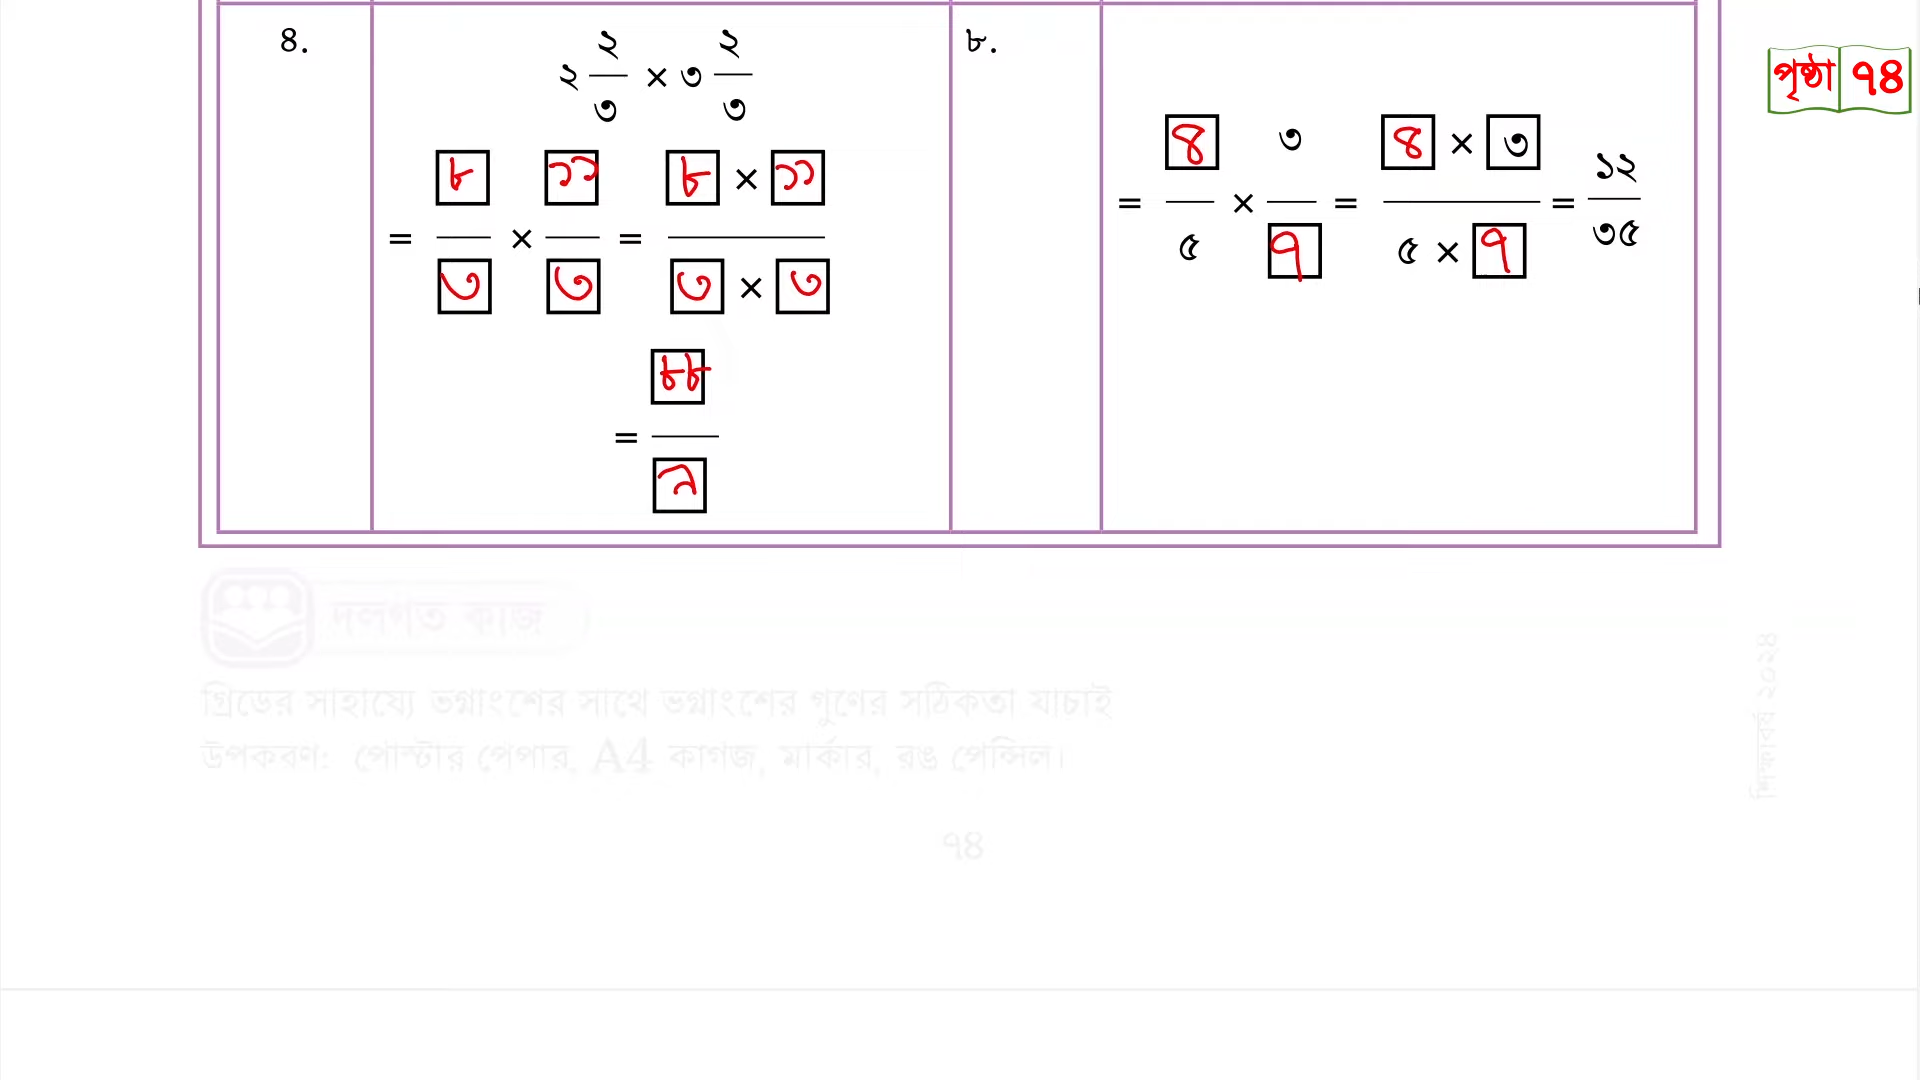 ৪.
২ ২/৩ × ৩ ২/৩
= ৮/৩ × ১১/৩ = ৮ × ১১/৩ × ৩
= ৮৮/৯
৮.
= ৪/৫ × ৩/৭ = ৪ × ৩/৫ × ৭ = ১২/৩৫
পৃষ্ঠা ৭৪
দলগত কাজ
গ্রিডের সাহায্যে ভগ্নাংশের সাথে ভগ্নাংশের গুণের সঠিকতা যাচাই
উপকরণ: পোস্টার পেপার, A4 কাগজ, মার্কার, রঙ পেন্সিল।
শিক্ষাবর্ষ ২০২৪
৭৪